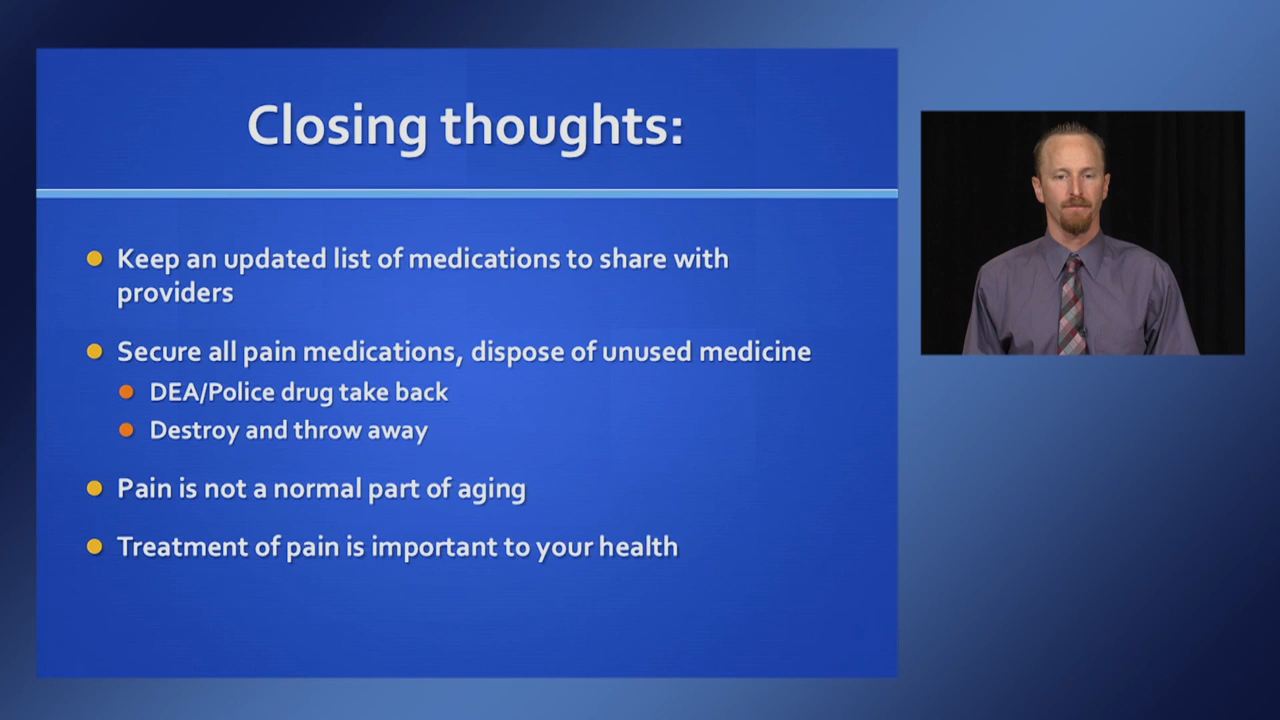 Closing thoughts:
Keep an updated list of medications to share with
providers
Secure all pain medications, dispose of unused medicine
DEA/Police drug take back
Destroy and throw away
Pain is not a normal part of aging
Treatment of pain is important to your health